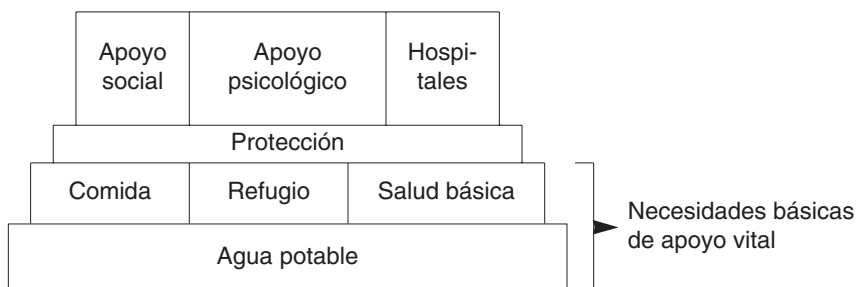 Apoyo
social
Apoyo
psicológico
Hospi-
tales
Protección
Comida
Refugio
Salud básica
Agua potable
Necesidades básicas
de apoyo vital